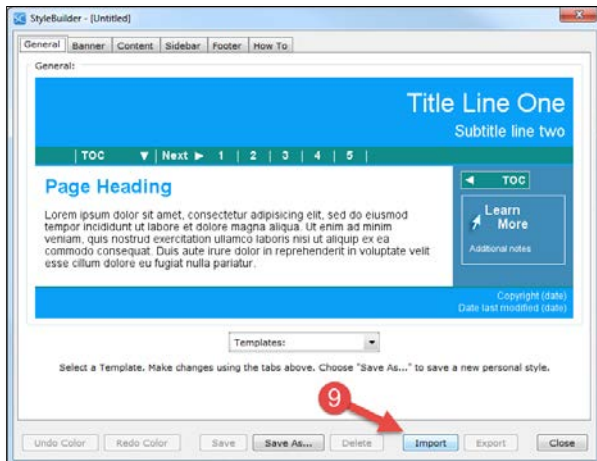 StyleBuilder - [Untitled]
General Banner Content Sidebar Footer How To
General:
Title Line One
Subtitle line two
| TOC ▼ | Next ► 1 | 2 | 3 | 4 | 5 |
Page Heading
Lorem ipsum dolor sit amet, consectetur adipisicing elit, sed do eiusmod
tempor incididunt ut labore et dolore magna aliqua. Ut enim ad minim
veniam, quis nostrud exercitation ullamco laboris nisi ut aliquip ex ea
commodo consequat. Duis aute irure dolor in reprehenderit in voluptate velit
esse cillum dolore eu fugiat nulla pariatur.
◄ TOC
Learn
More
Additional notes
Copyright (date)
Date last modified (date)
Templates:
Select a Template. Make changes using the tabs above. Choose "Save As..." to save a new personal style.
9
Undo Color Redo Color Save Save As... Delete Import Export Close